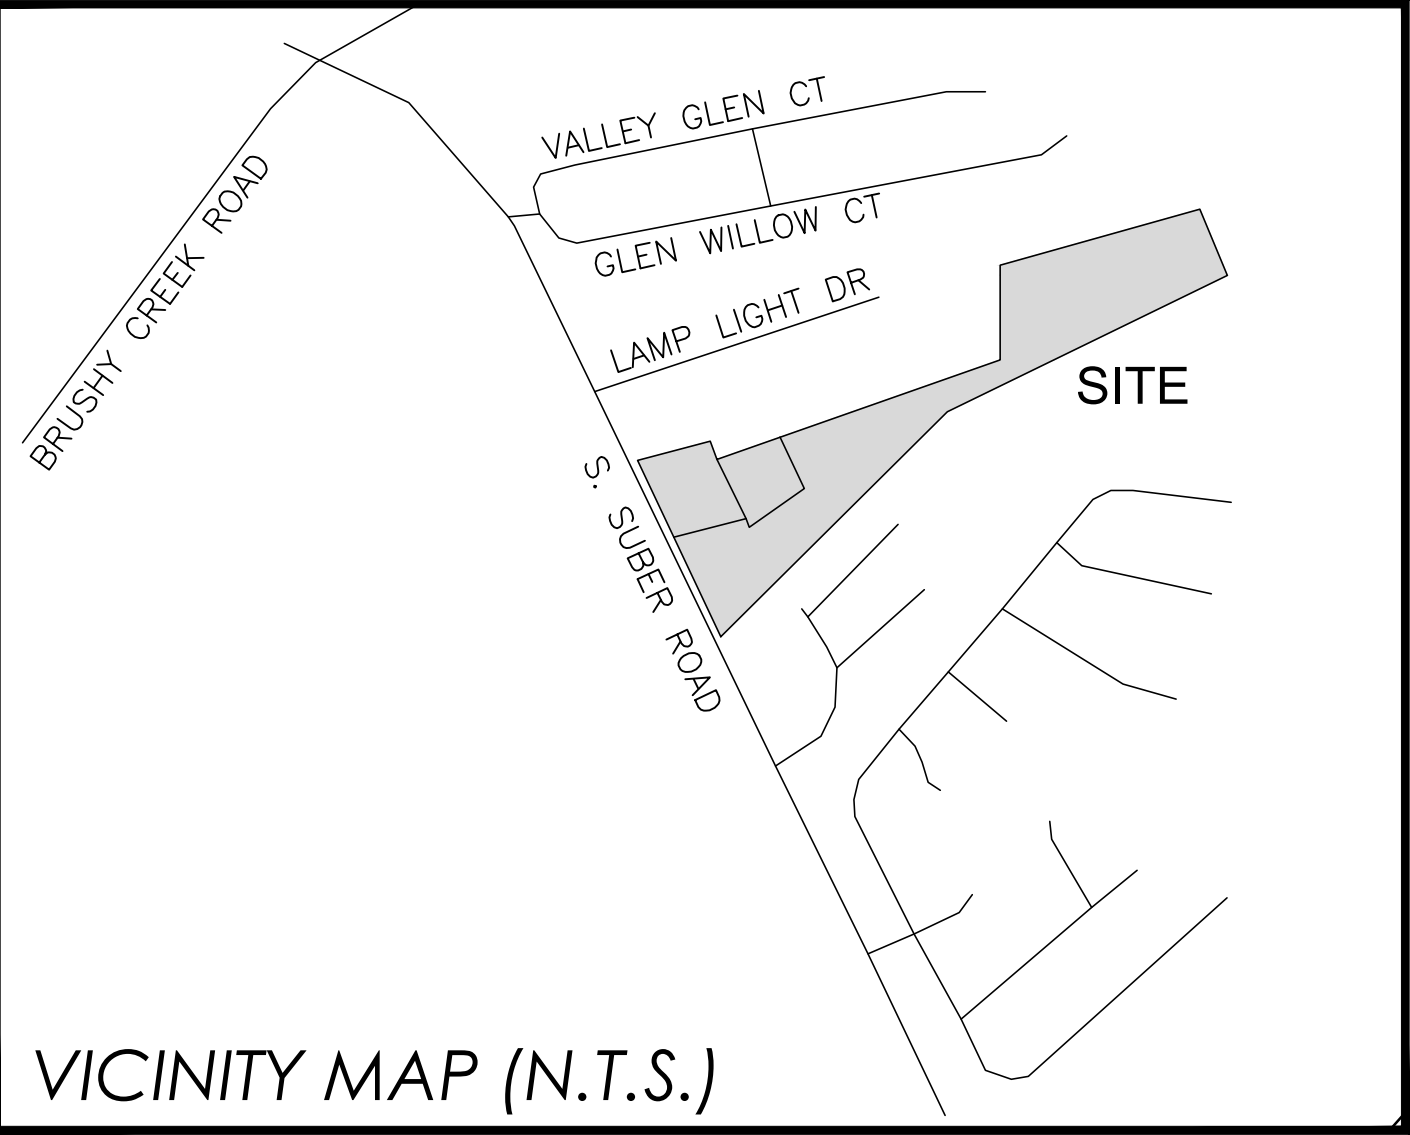 VALLEY GLEN CT
BRUSHY CREEK ROAD
GLEN WILLOW CT
LAMP LIGHT DR
SITE
S. SUBER ROAD
VICINITY MAP (N.T.S.)